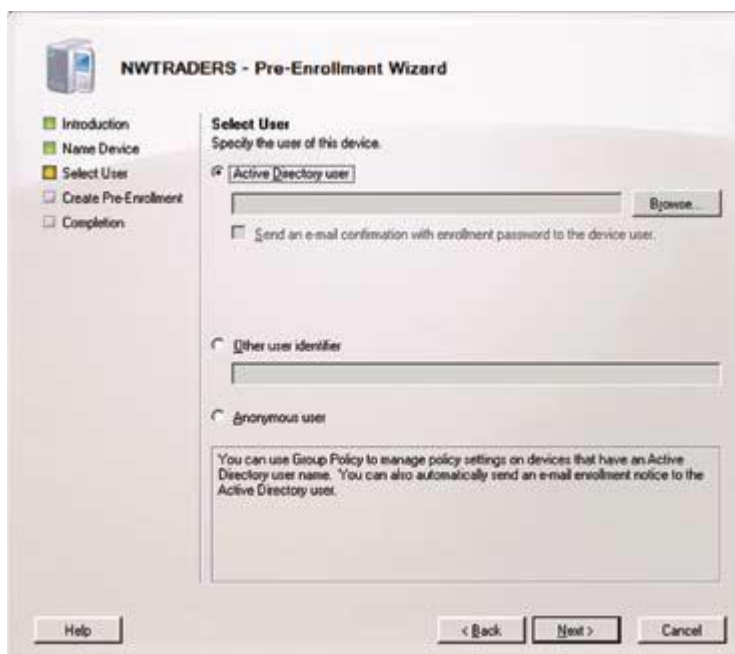 NWTRADERS - Pre-Enrollment Wizard
Introduction
Name Device
Select User
Create Pre-Enrollment
Completion
Select User
Specify the user of this device.
Active Directory user
Browse...
Send an e-mail confirmation with enrollment password to the device user.
Other user identifier
Anonymous user
You can use Group Policy to manage policy settings on devices that have an Active
Directory user name. You can also automatically send an e-mail enrollment notice to the
Active Directory user.
Help
< Back
Next >
Cancel